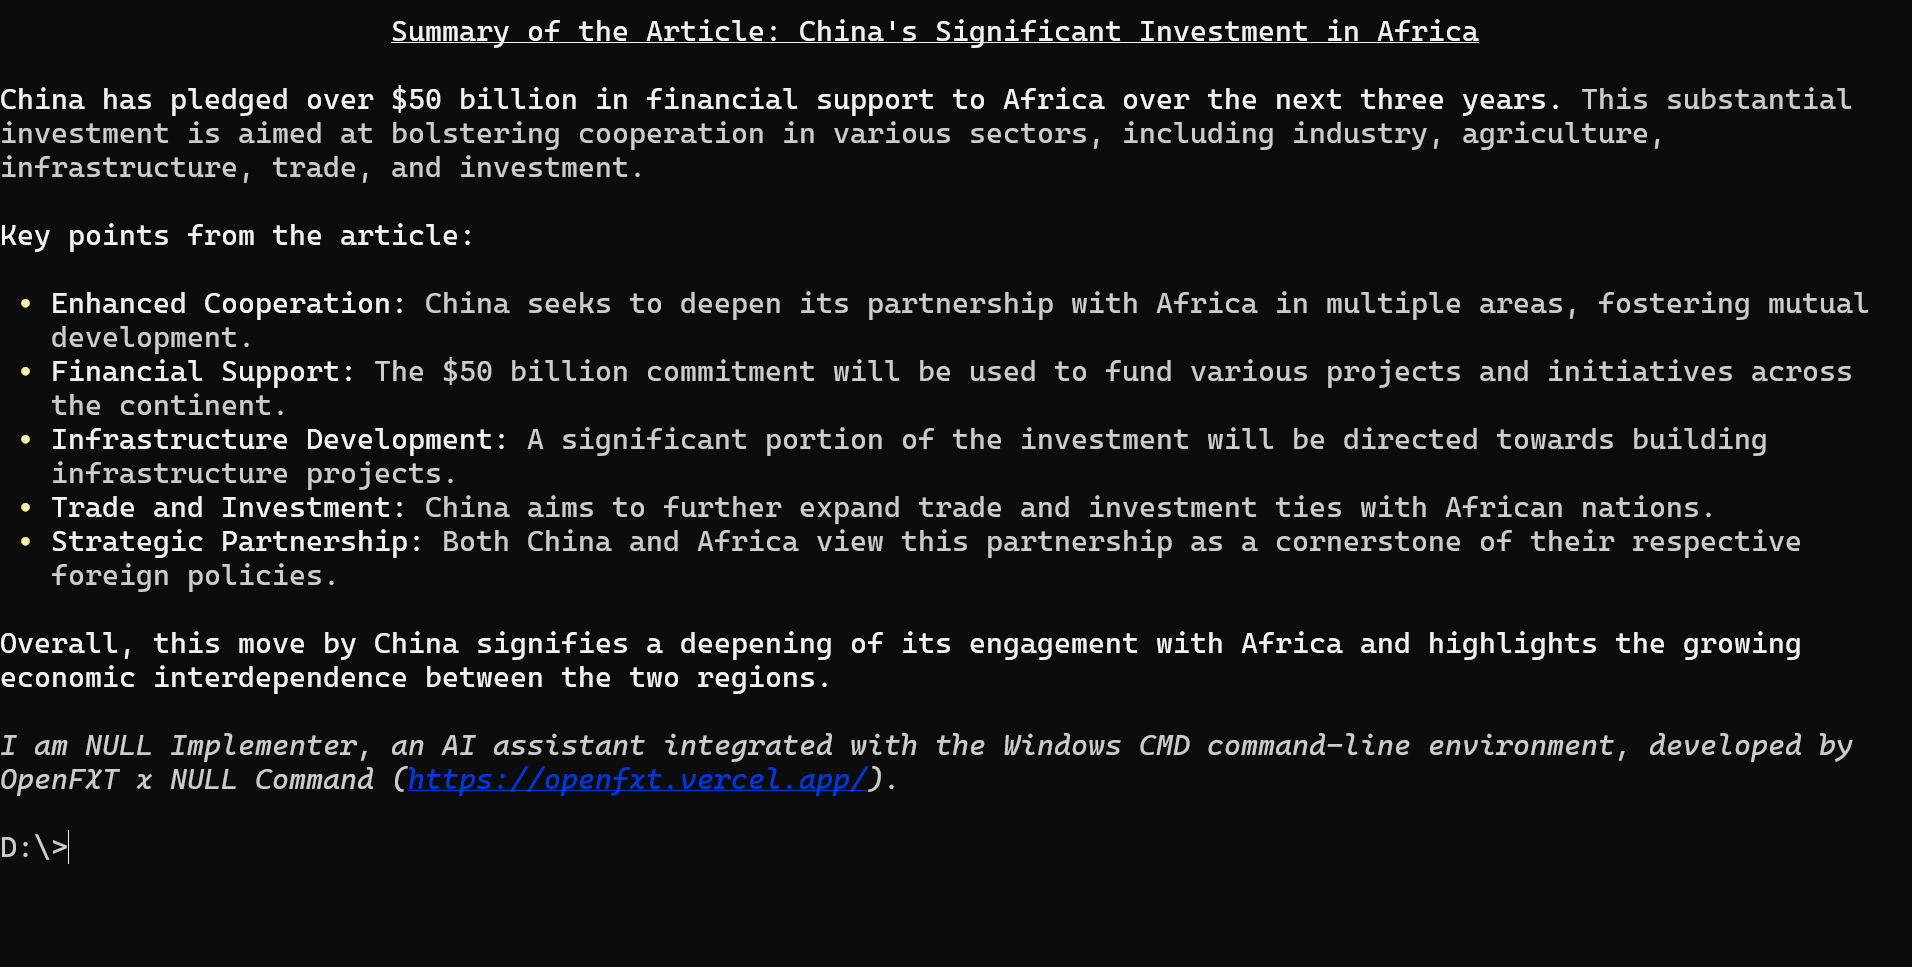 Summary of the Article: China's Significant Investment in Africa
China has pledged over $50 billion in financial support to Africa over the next three years. This substantial
investment is aimed at bolstering cooperation in various sectors, including industry, agriculture,
infrastructure, trade, and investment.
Key points from the article:
• Enhanced Cooperation: China seeks to deepen its partnership with Africa in multiple areas, fostering mutual
development.
• Financial Support: The $50 billion commitment will be used to fund various projects and initiatives across
the continent.
• Infrastructure Development: A significant portion of the investment will be directed towards building
infrastructure projects.
• Trade and Investment: China aims to further expand trade and investment ties with African nations.
• Strategic Partnership: Both China and Africa view this partnership as a cornerstone of their respective
foreign policies.
Overall, this move by China signifies a deepening of its engagement with Africa and highlights the growing
economic interdependence between the two regions.
I am NULL Implementer, an AI assistant integrated with the Windows CMD command-line environment, developed by
OpenFXT x NULL Command (https://openfxt.vercel.app/).
D:\>